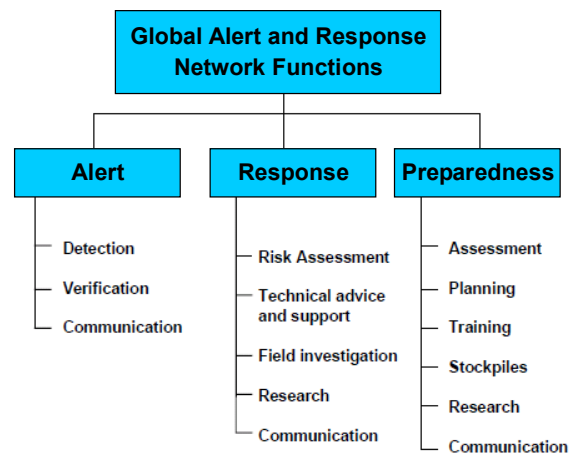 Global Alert and Response
Network Functions
Alert
Response
Preparedness
Detection
Verification
Communication
Risk Assessment
Technical advice
and support
Field investigation
Research
Communication
Assessment
Planning
Training
Stockpiles
Research
Communication